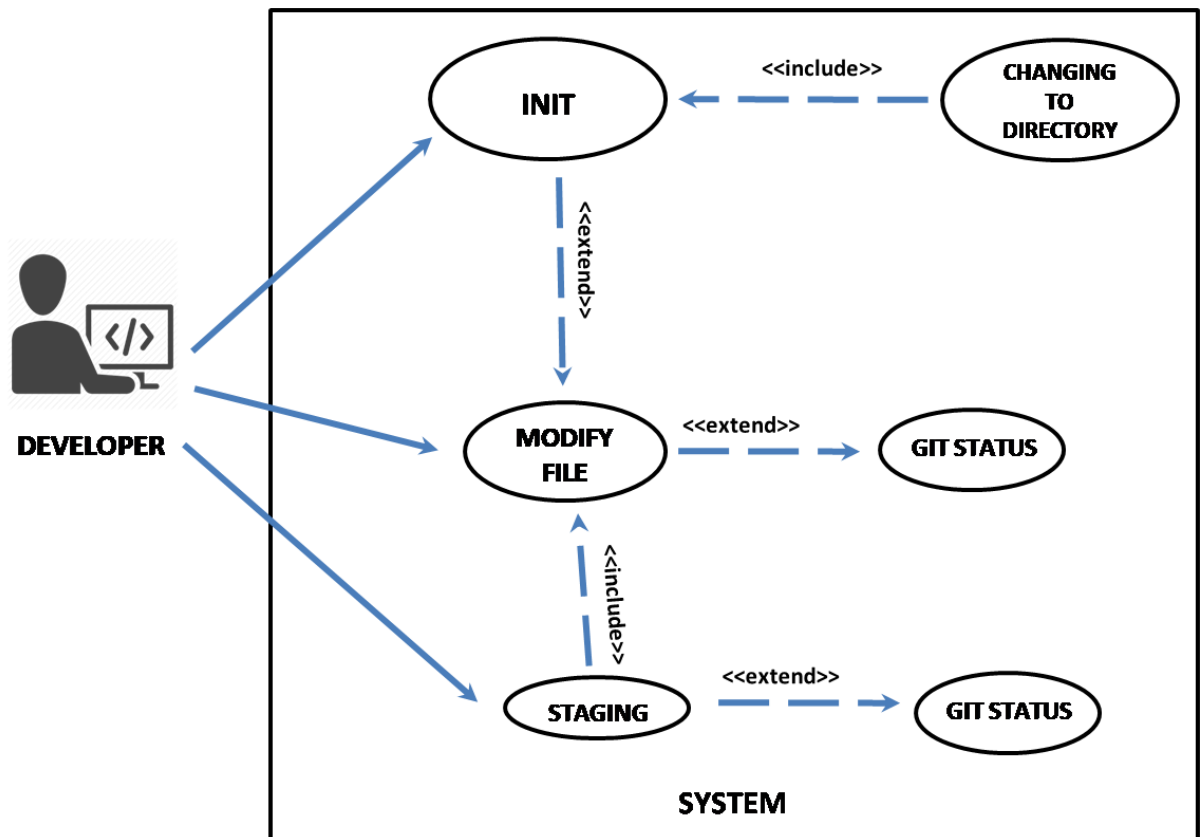 <<include>>
CHANGING
TO
DIRECTORY
INIT
<<extend>>
</>
DEVELOPER
MODIFY
FILE
<<extend>>
GIT STATUS
<<include>>
STAGING
<<extend>>
GIT STATUS
SYSTEM